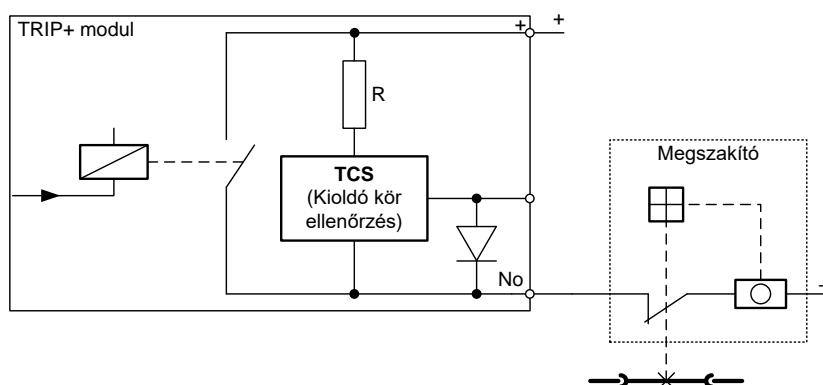 TRIP+ modul
+
+
R
TCS
(Kioldó kör
ellenőrzés)
No
Megszakító
-